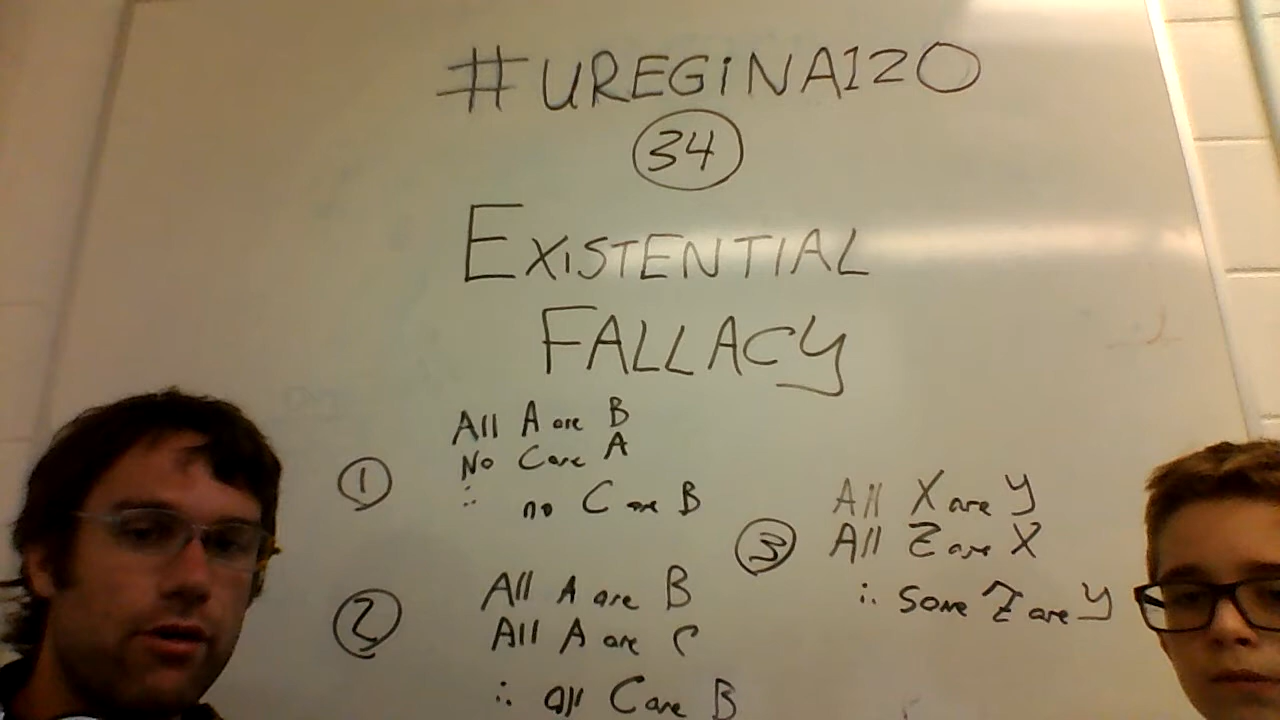 #UREGINA120
34
EXISTENTIAL
FALLACY
1
All A are B
No C are A
∴ no C are B
2
All A are B
All A are C
∴ all C are B
3
All X are Y
All Z are X
∴ Some Z are Y